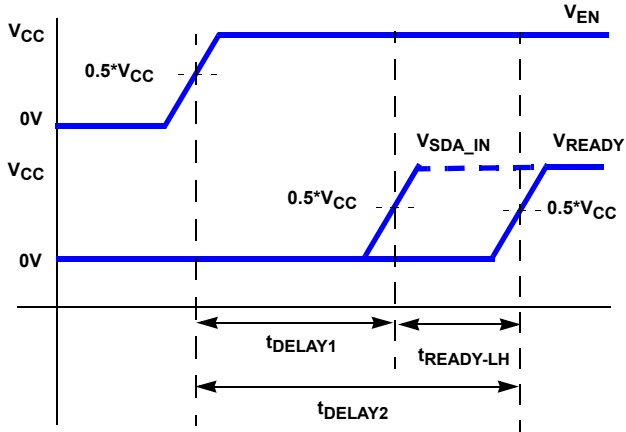 VCC VEN
0.5*VCC
0V
VCC VSDA_IN VREADY
0.5*VCC 0.5*VCC
0V
tDELAY1 tREADY-LH
tDELAY2